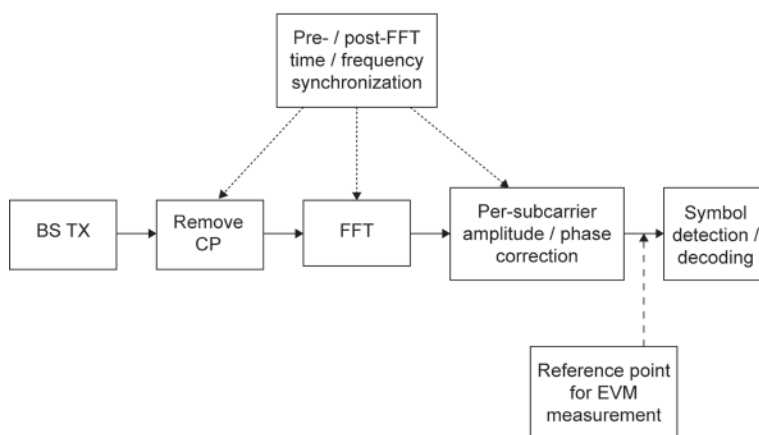 Pre- / post-FFT
time / frequency
synchronization
BS TX
Remove
CP
FFT
Per-subcarrier
amplitude / phase
correction
Symbol
detection /
decoding
Reference point
for EVM
measurement